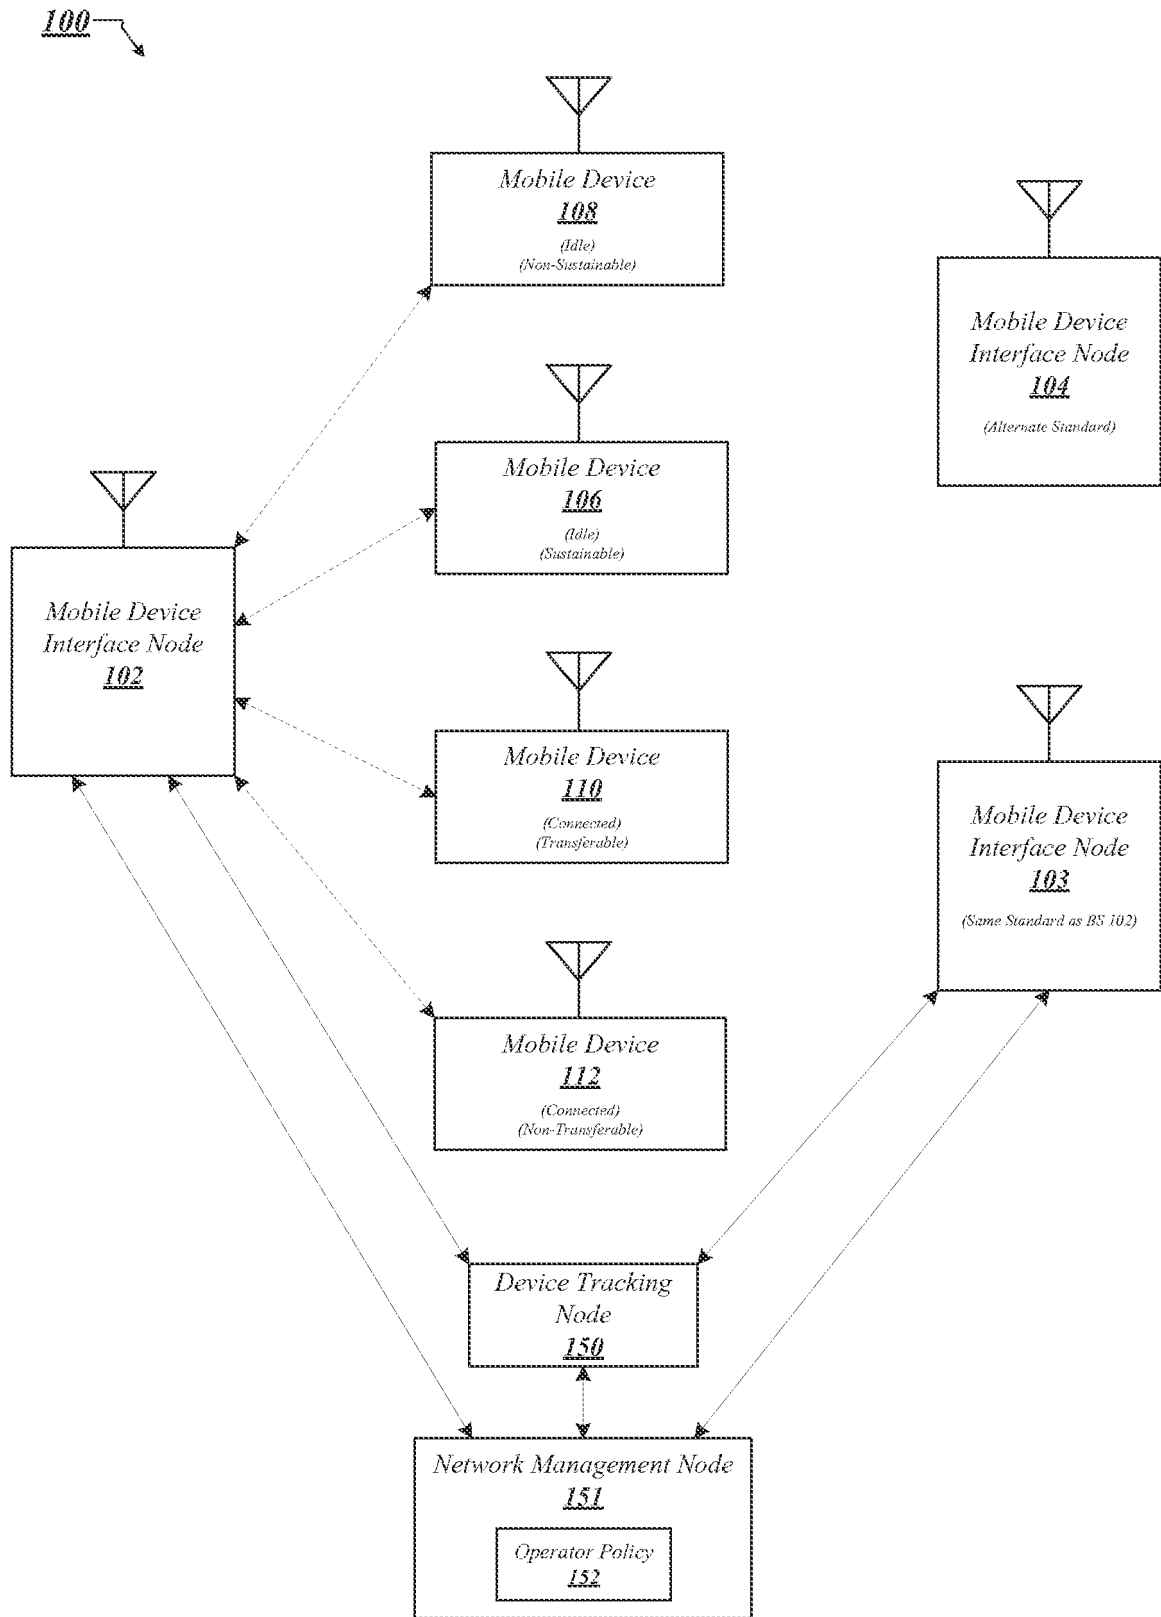 100
Mobile Device
108
(Idle)
(Non-Sustainable)
Mobile Device
Interface Node
104
(Alternate Standard)
Mobile Device
106
(Idle)
(Sustainable)
Mobile Device
Interface Node
102
Mobile Device
110
(Connected)
(Transferable)
Mobile Device
Interface Node
103
(Same Standard as BS 102)
Mobile Device
112
(Connected)
(Non-Transferable)
Device Tracking
Node
150
Network Management Node
151
Operator Policy
152